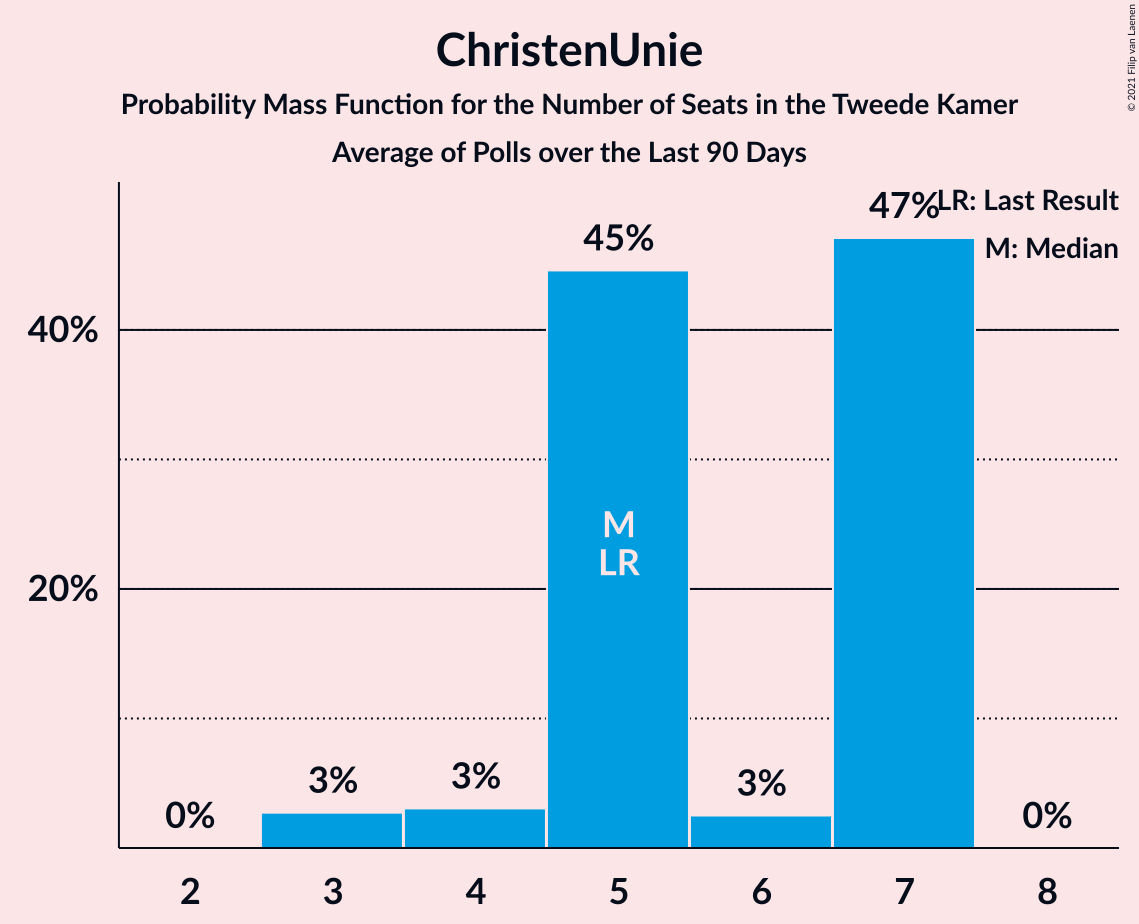 ChristenUnie
Probability Mass Function for the Number of Seats in the Tweede Kamer
Average of Polls over the Last 90 Days
© 2021 Filip van Laenen
LR: Last Result
M: Median
40%
20%
0%
3%
3%
45%
3%
47%
0%
M
LR
2
3
4
5
6
7
8